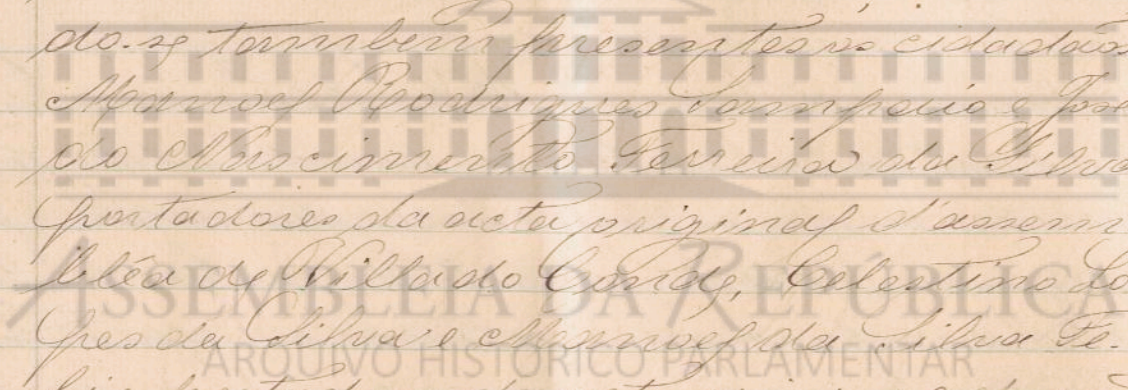 do-se tambem presentes os cidadãos
Manoel Rodrigues Sampaio e José
do Nascimento Ferreira da Silva
portadores da acta original d'assem
bléa de Villa do Conde, Celestino Lo
pes da Silva e Manoel da Silva Fe-
ASSEMBLEIA DA REPÚBLICA
ARQUIVO HISTÓRICO PARLAMENTAR